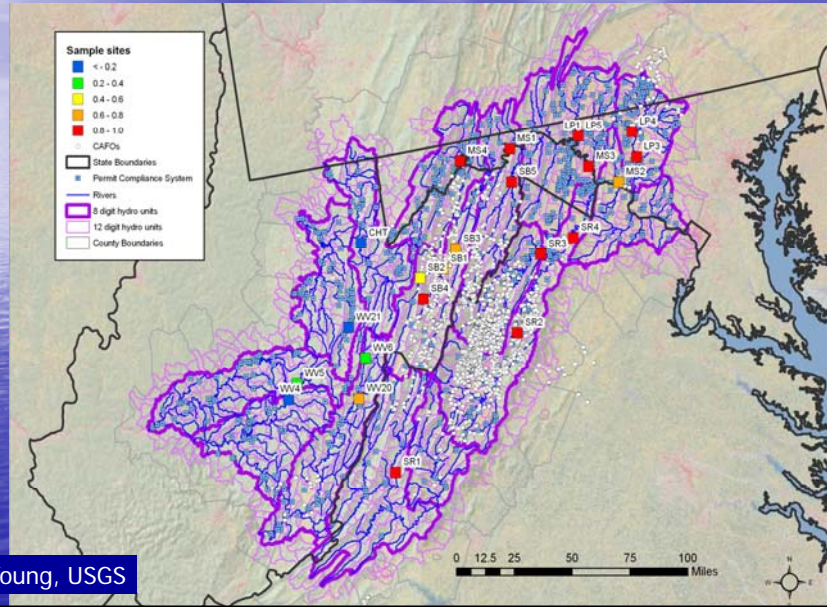 Sample sites
< - 0.2
0.2 - 0.4
0.4 - 0.6
0.6 - 0.8
0.8 - 1.0
CAFOs
State Boundaries
Permit Compliance System
Rivers
8 digit hydro units
12 digit hydro units
County Boundaries
MS4
MS1
LP1
LP5
LP4
MS3
LP3
MS2
SB5
CHT
SB3
SB1
SB2
SB4
SR4
SR3
SR2
WV21
WV6
WV5
WV4
WV20
SR1
0 12.5 25 50 75 100
Miles
N
W E
S
Young, USGS